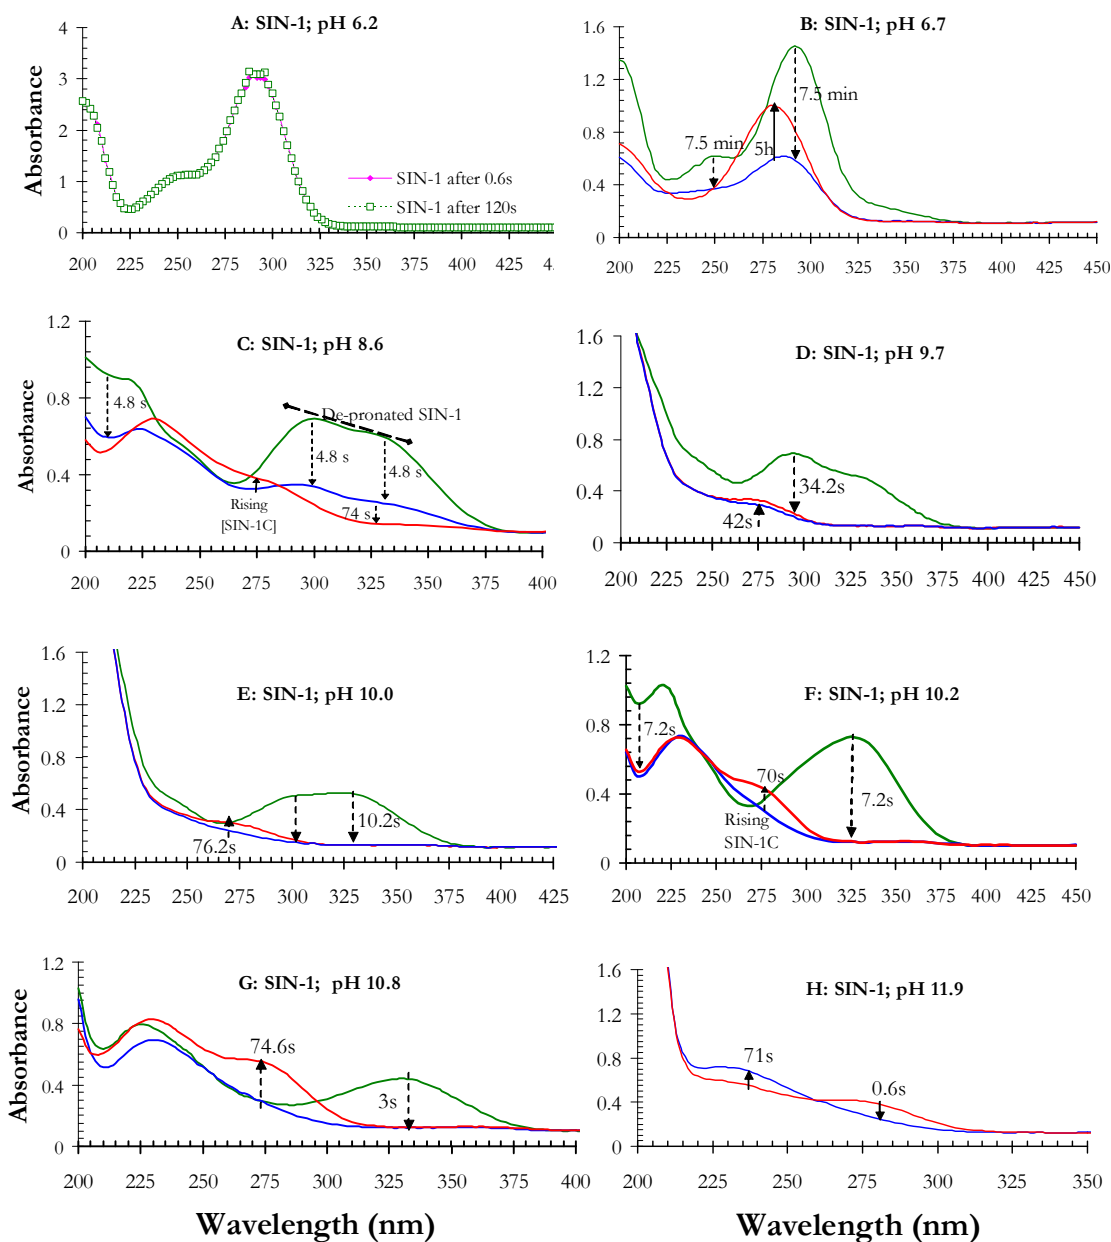 A: SIN-1; pH 6.2
Absorbance
4
3
2
1
0
SIN-1 after 0.6s
SIN-1 after 120s
200 225 250 275 300 325 350 375 400 425
B: SIN-1; pH 6.7
1.6
1.2
0.8
0.4
0
7.5 min
7.5 min
5h
200 225 250 275 300 325 350 375 400 425 450
C: SIN-1; pH 8.6
Absorbance
1.2
0.8
0.4
0
4.8 s
De-pronated SIN-1
4.8 s
4.8 s
Rising
[SIN-1C]
74 s
200 225 250 275 300 325 350 375 400
D: SIN-1; pH 9.7
1.6
1.2
0.8
0.4
0
34.2s
42s
200 225 250 275 300 325 350 375 400 425 450
E: SIN-1; pH 10.0
Absorbance
1.6
1.2
0.8
0.4
0
10.2s
76.2s
200 225 250 275 300 325 350 375 400 425
F: SIN-1; pH 10.2
1.2
0.8
0.4
0
7.2s
70s
7.2s
Rising
SIN-1C
200 225 250 275 300 325 350 375 400 425 450
G: SIN-1; pH 10.8
Absorbance
1.2
0.8
0.4
0
74.6s
3s
200 225 250 275 300 325 350 375 400
Wavelength (nm)
H: SIN-1; pH 11.9
1.6
1.2
0.8
0.4
0
71s
0.6s
200 225 250 275 300 325 350
Wavelength (nm)